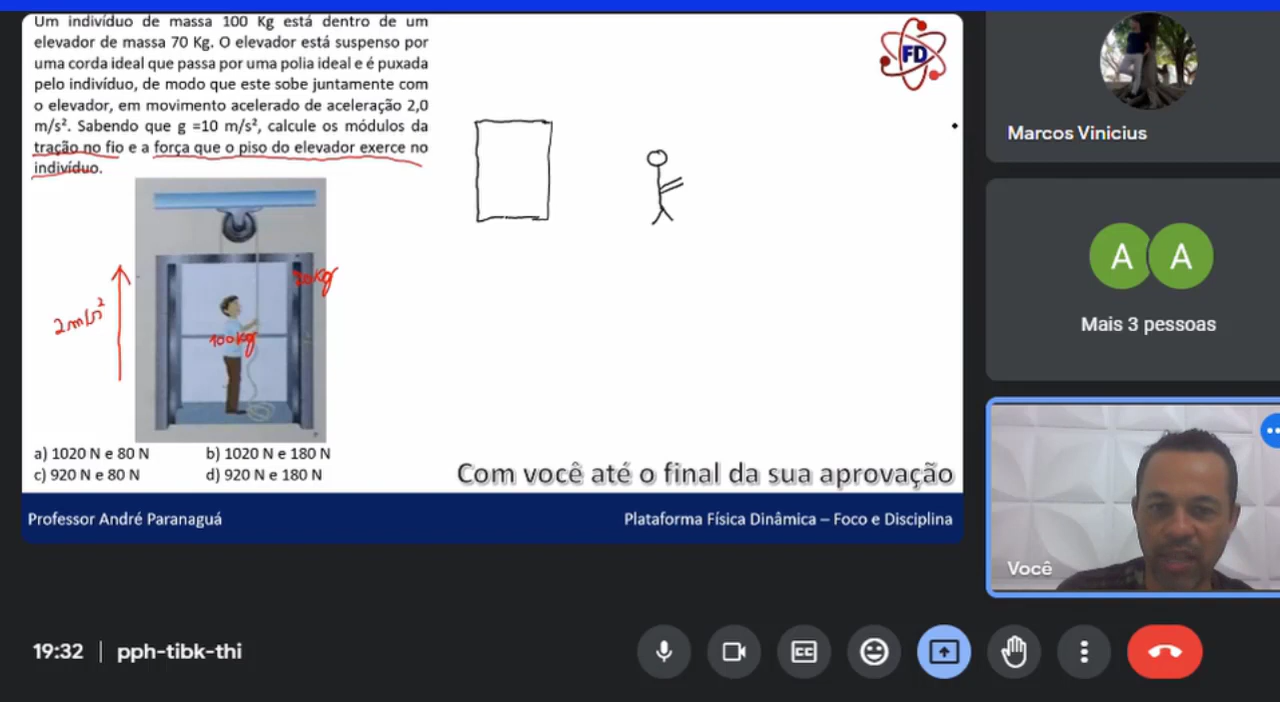 Um indivíduo de massa 100 Kg está dentro de um
elevador de massa 70 Kg. O elevador está suspenso por
uma corda ideal que passa por uma polia ideal e é puxada
pelo indivíduo, de modo que este sobe juntamente com
o elevador, em movimento acelerado de aceleração 2,0
m/s². Sabendo que g =10 m/s², calcule os módulos da
tração no fio e a força que o piso do elevador exerce no
indivíduo.
FD
2m/s²
100kg
a) 1020 N e 80 N
b) 1020 N e 180 N
c) 920 N e 80 N
d) 920 N e 180 N
Com você até o final da sua aprovação
Professor André Paranaguá
Plataforma Física Dinâmica – Foco e Disciplina
Marcos Vinicius
A A
Mais 3 pessoas
Você
19:32 | pph-tibk-thi
CC